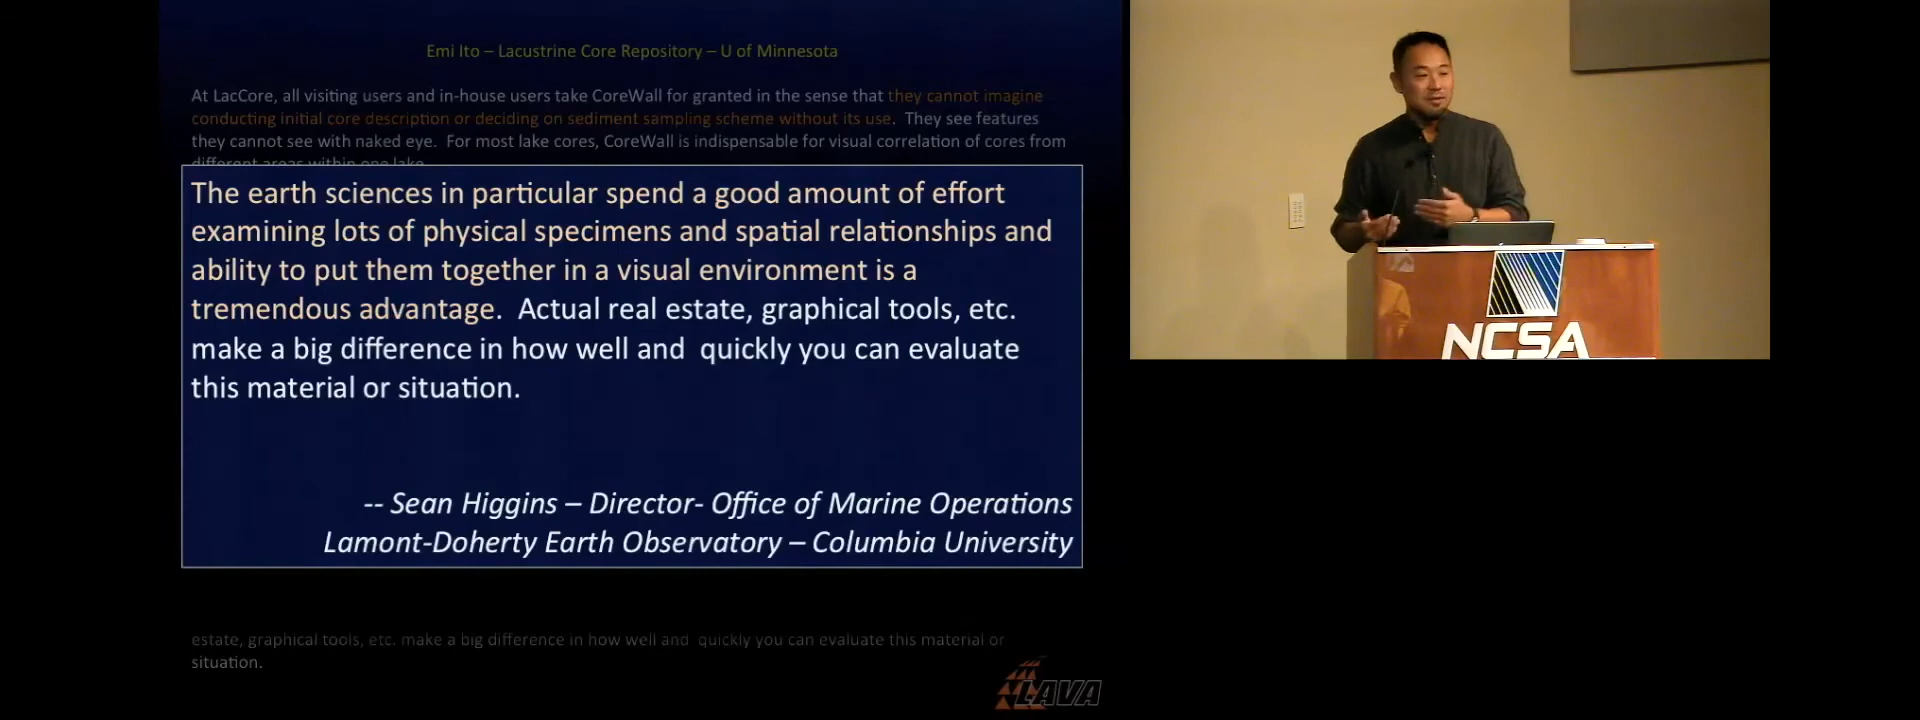 Emi Ito – Lacustrine Core Repository – U of Minnesota
At LacCore, all visiting users and in-house users take CoreWall for granted in the sense that they cannot imagine
conducting initial core description or deciding on sediment sampling scheme without its use. They see features
they cannot see with naked eye. For most lake cores, CoreWall is indispensable for visual correlation of cores from
different areas within one lake.
The earth sciences in particular spend a good amount of effort
examining lots of physical specimens and spatial relationships and
ability to put them together in a visual environment is a
tremendous advantage. Actual real estate, graphical tools, etc.
make a big difference in how well and quickly you can evaluate
this material or situation.
-- Sean Higgins – Director- Office of Marine Operations
Lamont-Doherty Earth Observatory – Columbia University
estate, graphical tools, etc. make a big difference in how well and quickly you can evaluate this material or
situation.
LAVA
NCSA